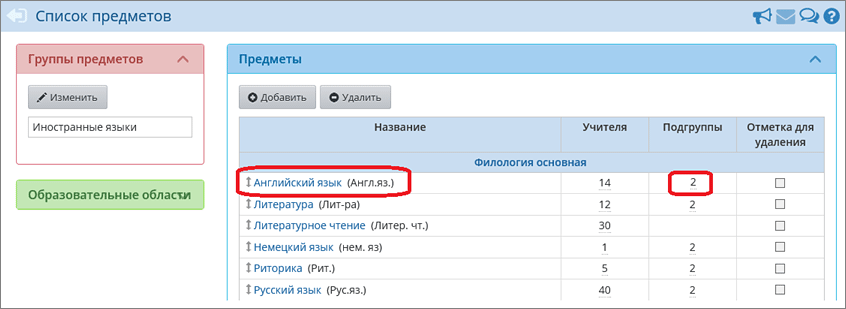 Список предметов
Группы предметов
Изменить
Иностранные языки
Образовательные области
Предметы
Добавить Удалить
Название Учителя Подгруппы Отметка для удаления
Филология основная
Английский язык (Англ.яз.) 14 2
Литература (Лит-ра) 12 2
Литературное чтение (Литер. чт.) 30
Немецкий язык (нем. яз) 1 2
Риторика (Рит.) 5 2
Русский язык (Рус.яз.) 40 2